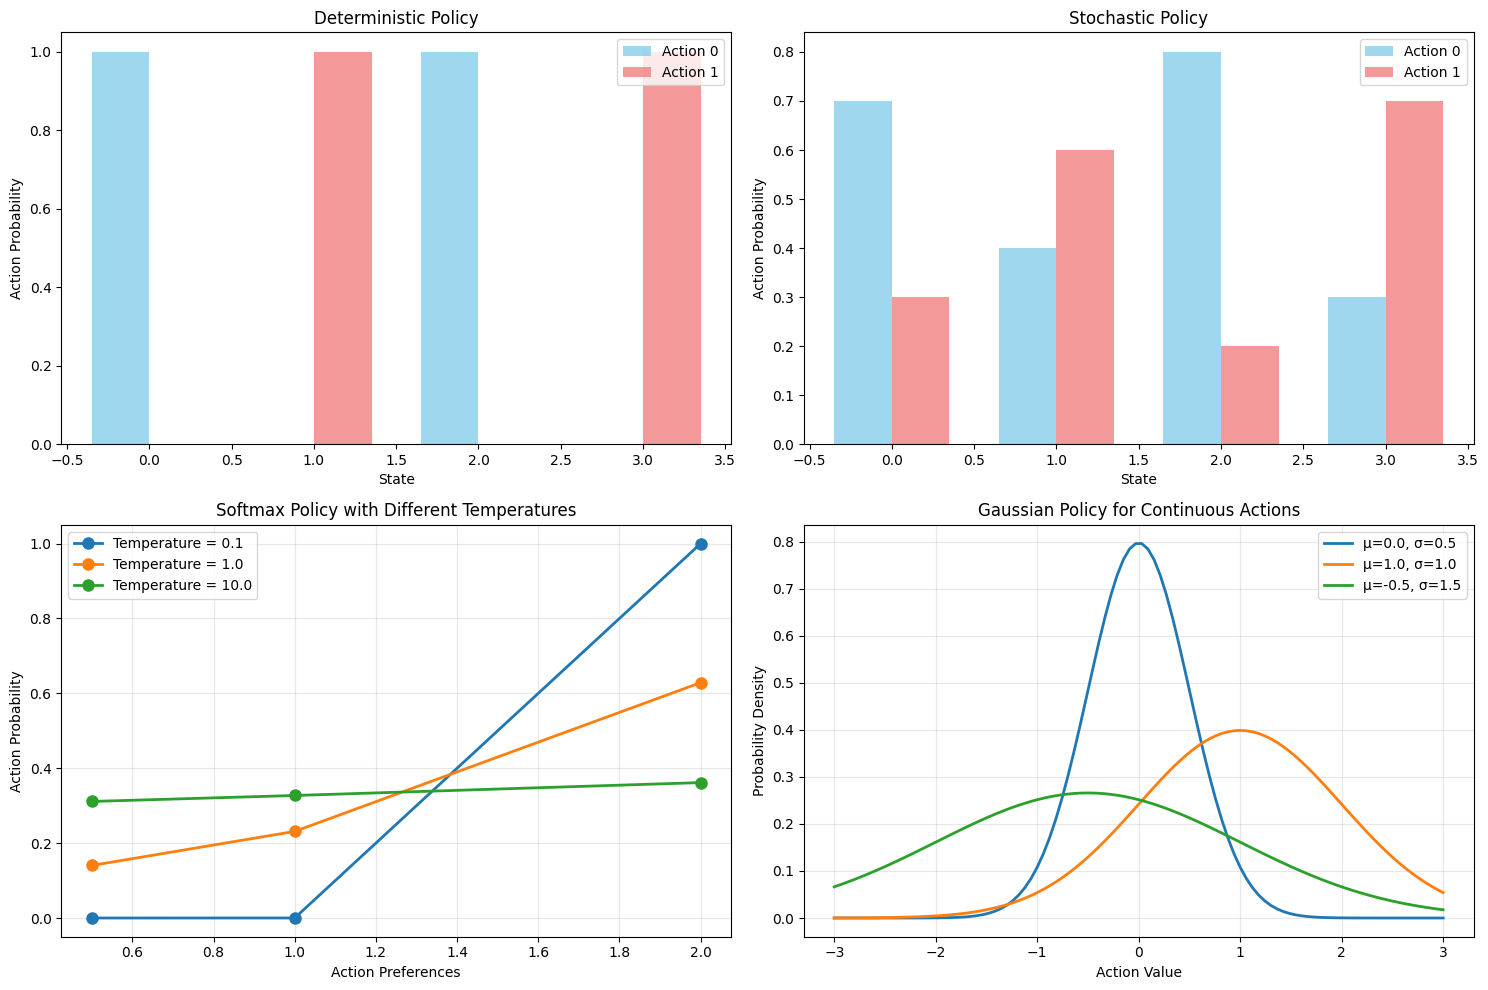 Deterministic Policy
Action Probability
1.0
0.8
0.6
0.4
0.2
0.0
Action 0
Action 1
−0.5 0.0 0.5 1.0 1.5 2.0 2.5 3.0 3.5
State
Stochastic Policy
Action Probability
0.8
0.7
0.6
0.5
0.4
0.3
0.2
0.1
0.0
Action 0
Action 1
−0.5 0.0 0.5 1.0 1.5 2.0 2.5 3.0 3.5
State
Softmax Policy with Different Temperatures
Action Probability
1.0
0.8
0.6
0.4
0.2
0.0
Temperature = 0.1
Temperature = 1.0
Temperature = 10.0
0.6 0.8 1.0 1.2 1.4 1.6 1.8 2.0
Action Preferences
Gaussian Policy for Continuous Actions
Probability Density
0.8
0.7
0.6
0.5
0.4
0.3
0.2
0.1
0.0
μ=0.0, σ=0.5
μ=1.0, σ=1.0
μ=-0.5, σ=1.5
−3 −2 −1 0 1 2 3
Action Value